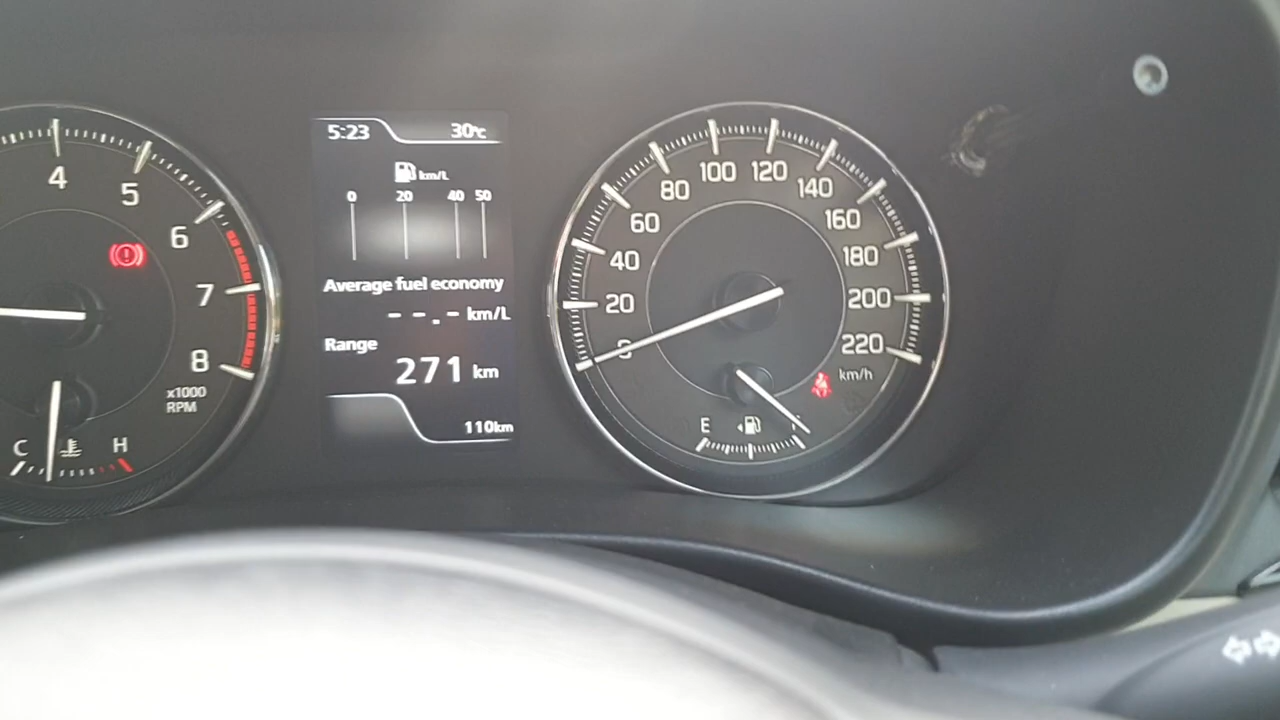 4
5
6
7
8
x1000
RPM
C
H
5:23
30℃
km/L
0 20 40 50
Average fuel economy
--.- km/L
Range
271 km
110km
0
20
40
60
80
100
120
140
160
180
200
220
km/h
E